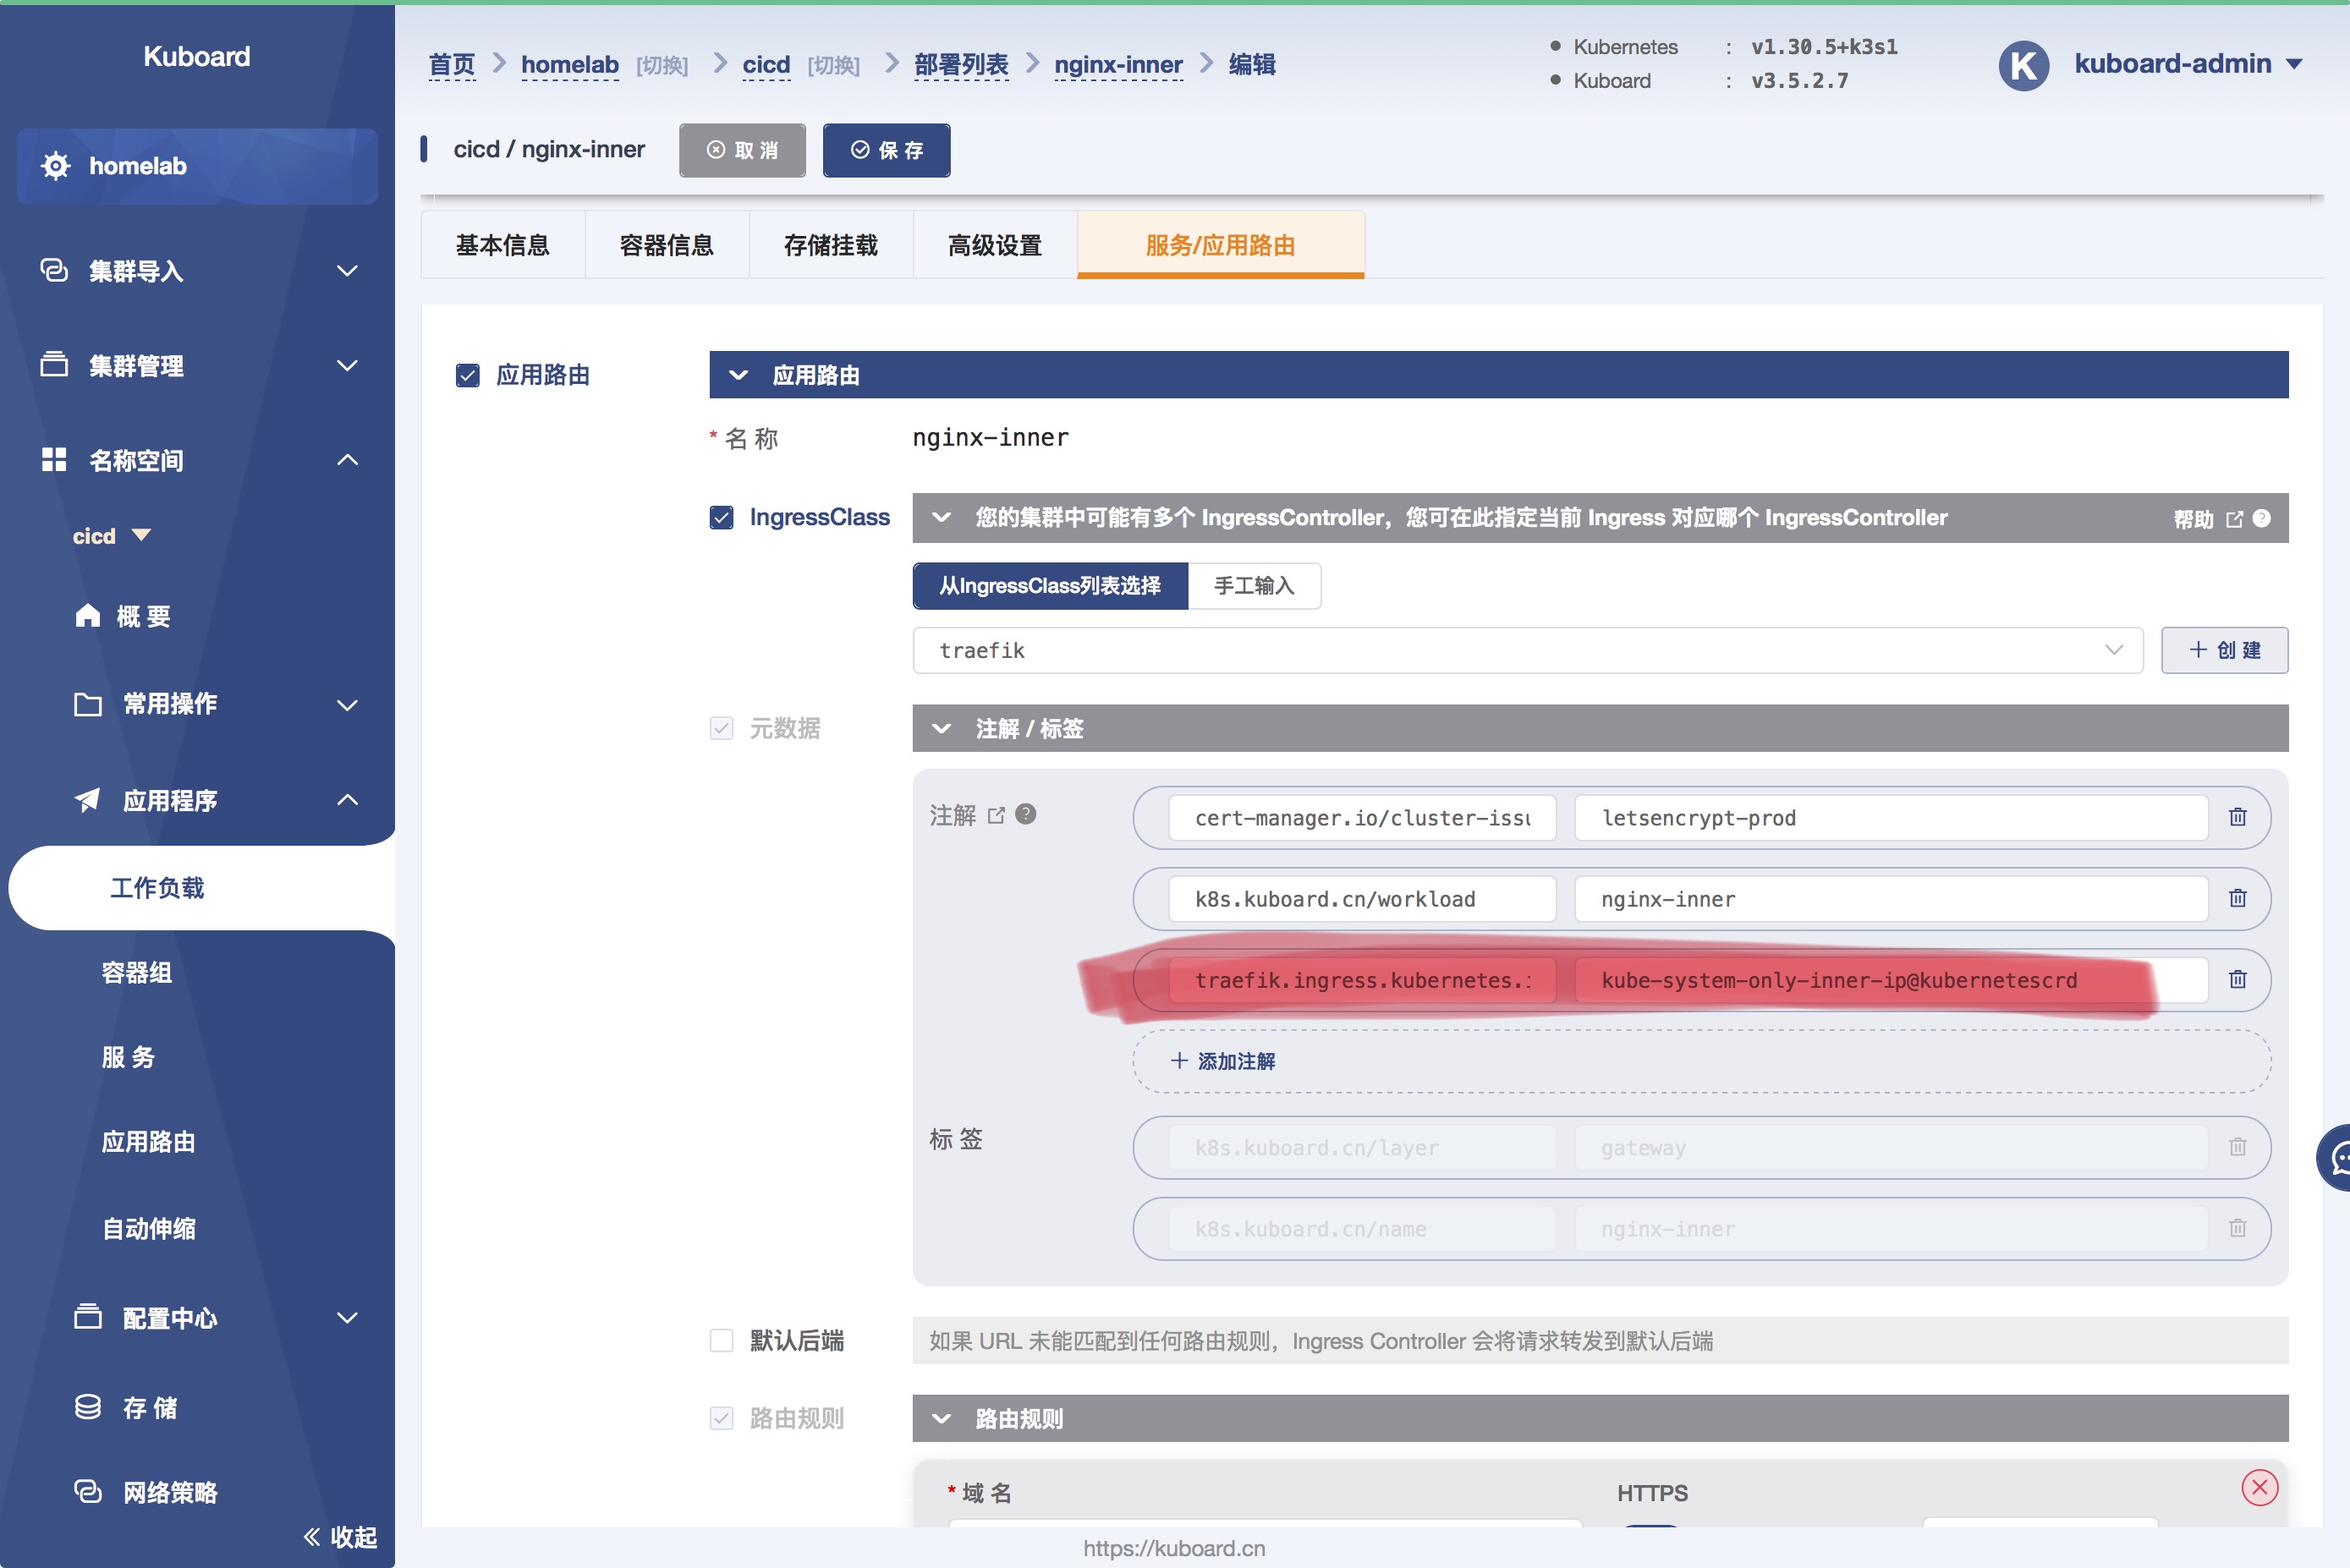 Kuboard
首页 homelab [切换] cicd [切换] 部署列表 nginx-inner 编辑
Kubernetes : v1.30.5+k3s1
Kuboard : v3.5.2.7
K kuboard-admin
cicd / nginx-inner 取 消 保 存
homelab
集群导入
集群管理
名称空间
cicd
概 要
常用操作
应用程序
工作负载
容器组
服 务
应用路由
自动伸缩
配置中心
存 储
网络策略
收起
基本信息 容器信息 存储挂载 高级设置 服务/应用路由
应用路由 应用路由
* 名 称 nginx-inner
IngressClass 您的集群中可能有多个 IngressController，您可在此指定当前 Ingress 对应哪个 IngressController 帮助
从IngressClass列表选择 手工输入
traefik 创 建
元数据 注解 / 标签
注解 cert-manager.io/cluster-issu letsencrypt-prod
k8s.kuboard.cn/workload nginx-inner
traefik.ingress.kubernetes.i kube-system-only-inner-ip@kubernetescrd
添加注解
标 签 k8s.kuboard.cn/layer gateway
k8s.kuboard.cn/name nginx-inner
默认后端 如果 URL 未能匹配到任何路由规则，Ingress Controller 会将请求转发到默认后端
路由规则 路由规则
* 域 名 HTTPS
https://kuboard.cn